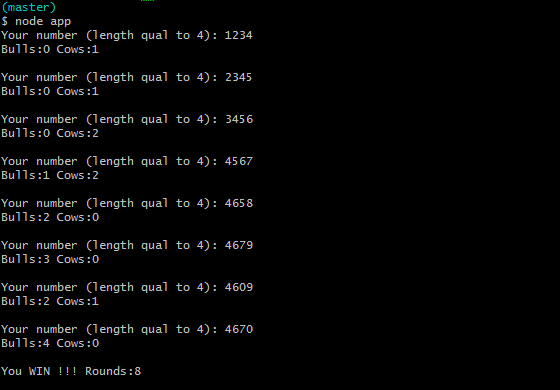 (master)
$ node app
Your number (length qual to 4): 1234
Bulls:0 Cows:1
Your number (length qual to 4): 2345
Bulls:0 Cows:1
Your number (length qual to 4): 3456
Bulls:0 Cows:2
Your number (length qual to 4): 4567
Bulls:1 Cows:2
Your number (length qual to 4): 4658
Bulls:2 Cows:0
Your number (length qual to 4): 4679
Bulls:3 Cows:0
Your number (length qual to 4): 4609
Bulls:2 Cows:1
Your number (length qual to 4): 4670
Bulls:4 Cows:0
You WIN !!! Rounds:8